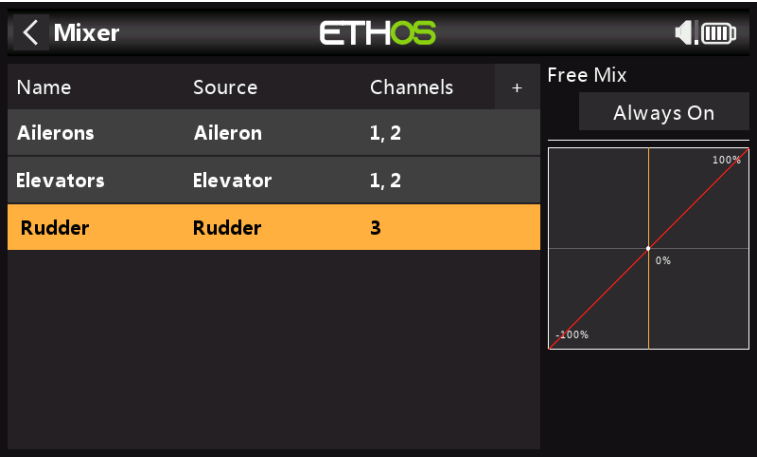 Mixer
ETHOS
Name Source Channels +
Ailerons Aileron 1, 2
Elevators Elevator 1, 2
Rudder Rudder 3
Free Mix
Always On
100%
0%
-100%